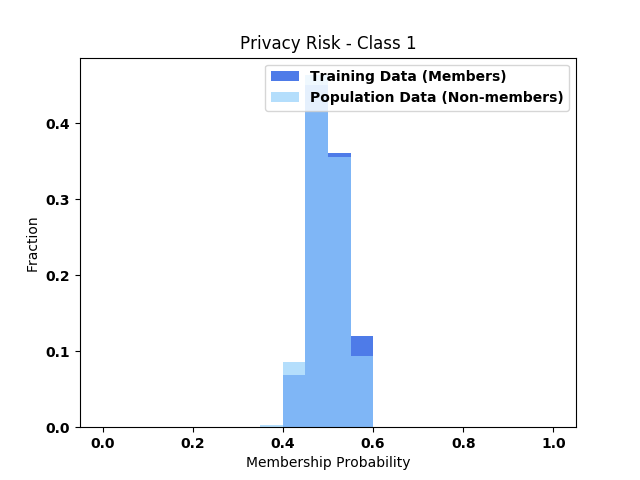 Privacy Risk - Class 1
Training Data (Members)
Population Data (Non-members)
0.4
0.3
0.2
0.1
0.0
Fraction
0.0 0.2 0.4 0.6 0.8 1.0
Membership Probability